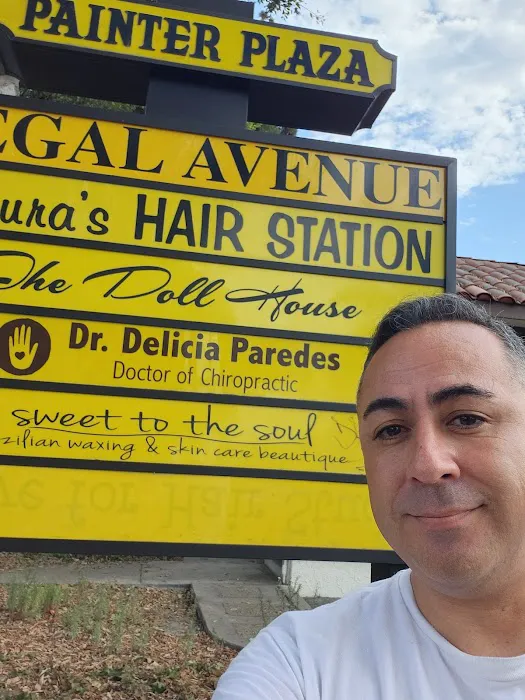 PAINTER PLAZA
EGAL AVENUE
ura's HAIR STATION
The Doll House
Dr. Delicia Paredes
Doctor of Chiropractic
sweet to the soul
zilian waxing & skin care beautique